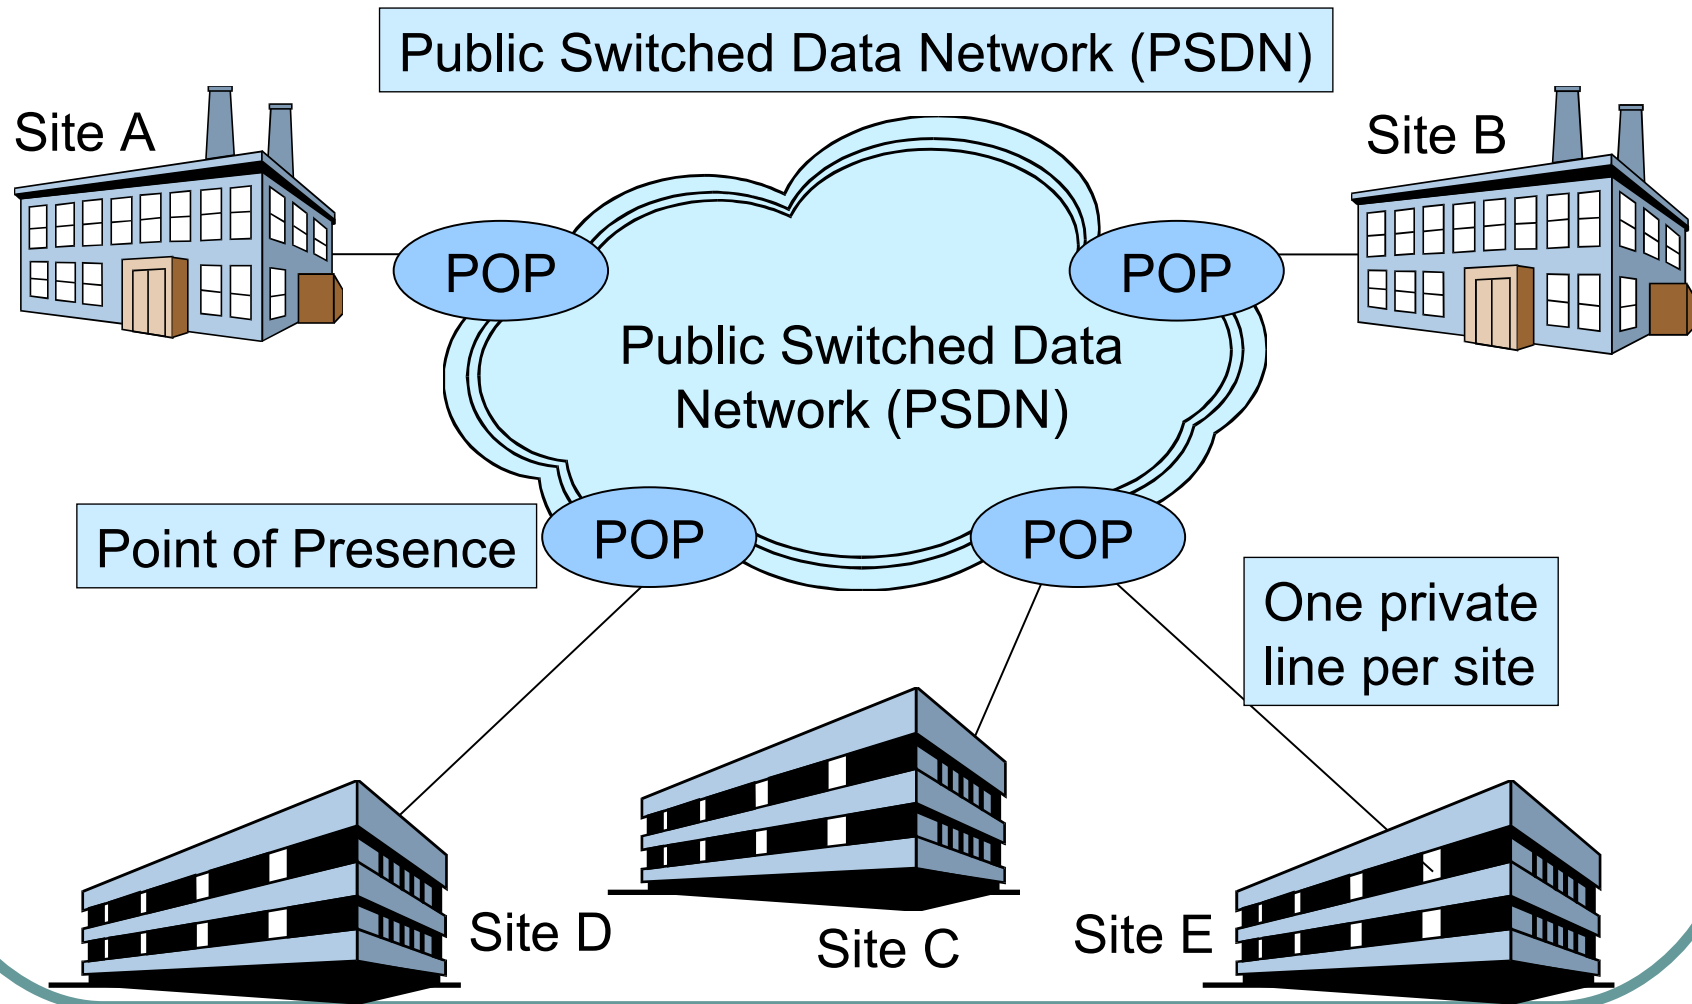 Public Switched Data Network (PSDN)
Site A
Site B
POP
POP
Public Switched Data
Network (PSDN)
Point of Presence
POP
POP
One private
line per site
Site D
Site C
Site E